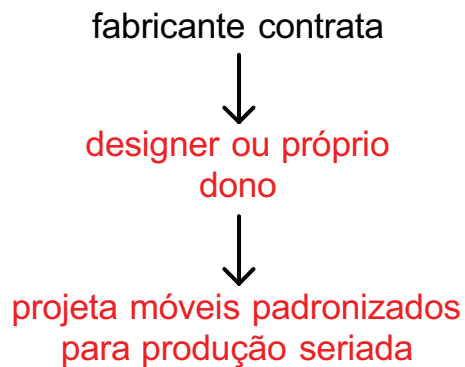 fabricante contrata
designer ou próprio
dono
projeta móveis padronizados
para produção seriada